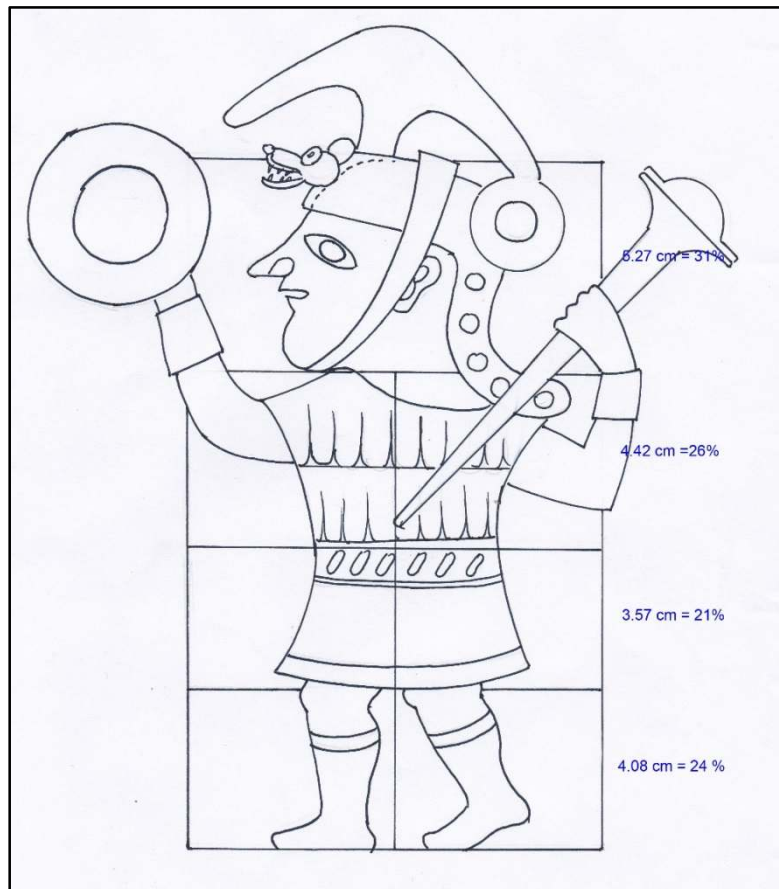 5.27 cm = 31%
4.42 cm =26%
3.57 cm = 21%
4.08 cm = 24 %